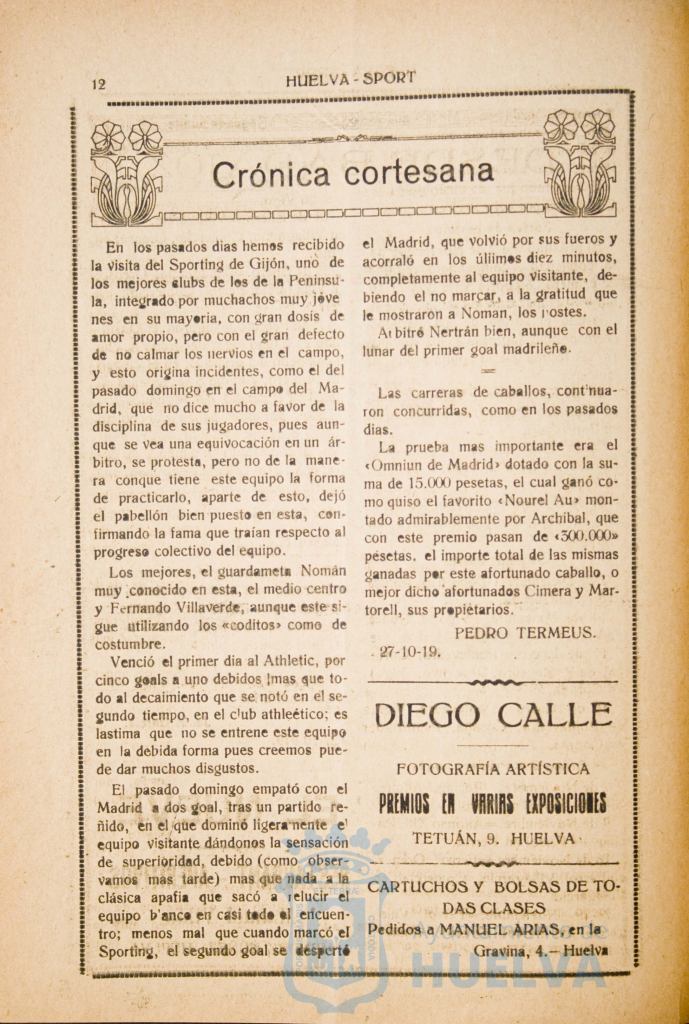 12
HUELVA - SPORT
Crónica cortesana
En los pasados dias hemos recibido
la visita del Sporting de Gijón, uno de
los mejores clubs de los de la Penínsu-
la, integrado por muchachos muy jóve
nes en su mayoria, con gran dosis de
amor propio, pero con el gran defecto
de no calmar los nervios en el campo,
y esto origina incidentes, como el del
pasado domingo en el campo del Ma-
drid, que no dice mucho a favor de la
disciplina de sus jugadores, pues aun-
que se vea una equivocación en un ár-
bitro, se protesta, pero no de la mane-
ra conque tiene este equipo la forma
de practicarlo, aparte de esto, dejó
el pabellón bien puesto en esta, con-
firmando la fama que traían respecto al
progreso colectivo del equipo.
Los mejores, el guardameta Nomán
muy conocido en esta, el medio centro
y Fernando Villaverde, aunque este si-
gue utilizando los «coditos» como de
costumbre.
Venció el primer dia al Athletic, por
cinco goals a uno debidos !mas que to-
do al decaimiento que se notó en el se-
gundo tiempo, en el club athleético; es
lastima que no se entrene este equipo
en la debida forma pues creemos pue-
de dar muchos disgustos.
El pasado domingo empató con el
Madrid a dos goal, tras un partido re-
ñido, en el que dominó ligeramente el
equipo visitante dándonos la sensación
de superioridad, debido (como obser-
vamos mas tarde) mas que nada a la
clásica apafia que sacó a relucir el
equipo b'anco en casi todo el encuen-
tro; menos mal que cuando marcó el
Sporting, el segundo goal se despertó
el Madrid, que volvió por sus fueros y
acorraló en los úliimos diez minutos,
completamente al equipo visitante, de-
biendo el no marcar, a la gratitud que
le mostraron a Noman, los postes.
Arbitró Nertrán bien, aunque con el
lunar del primer goal madrileño.
Las carreras de caballos, cont'nua-
ron concurridas, como en los pasados
días.
La prueba mas importante era el
«Omniun de Madrid» dotado con la su-
ma de 15.000 pesetas, el cual ganó co-
mo quiso el favorito «Nourel Au» mon-
tado admirablemente por Archibal, que
con este premio pasan de «300.000»
pesetas, el importe total de las mismas
ganadas por este afortunado caballo, o
mejor dicho afortunados Cimera y Mar-
torell, sus propietarios.
PEDRO TERMEUS.
27-10-19.
DIEGO CALLE
FOTOGRAFÍA ARTÍSTICA
PREMIOS EN VARIAS EXPOSICIONES
TETUÁN, 9. HUELVA
CARTUCHOS Y BOLSAS DE TO-
DAS CLASES
Pedidos a MANUEL ARIAS, en la
Gravina, 4.— Huelva
HUELVA